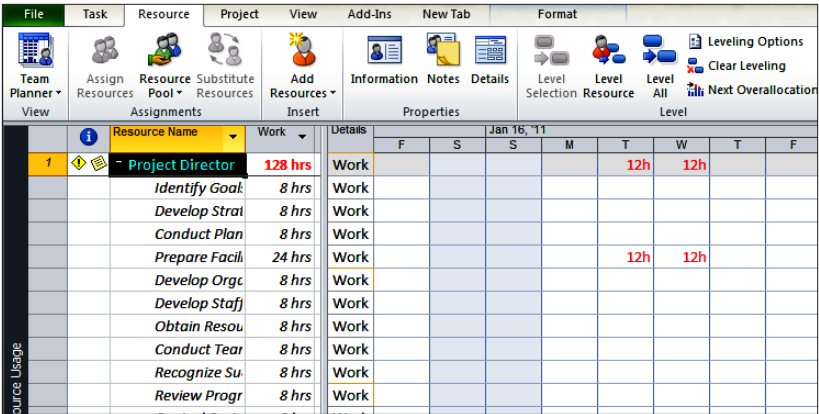 File Task Resource Project View Add-Ins New Tab Format
Team Planner Assign Resources Resource Pool Substitute Resources Add Resources Information Notes Details Level Selection Level Resource Level All Leveling Options
Clear Leveling
Next Overallocation
View Assignments Insert Properties Level
Resource Name Work Details Jan 16, '11
F S S M T W T F
1 Project Director 128 hrs Work 12h 12h
Identify Goals 8 hrs Work
Develop Strat 8 hrs Work
Conduct Plan 8 hrs Work
Prepare Facili 24 hrs Work 12h 12h
Develop Orga 8 hrs Work
Develop Staff 8 hrs Work
Obtain Resou 8 hrs Work
Conduct Tear 8 hrs Work
Recognize Su 8 hrs Work
Review Progr 8 hrs Work
ource Usage